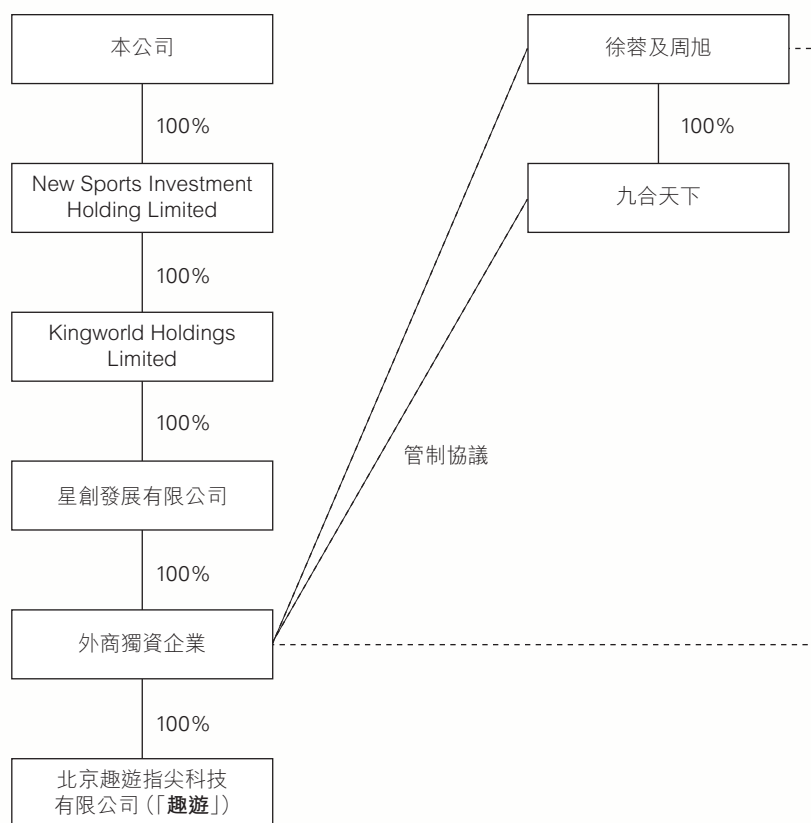 本公司
徐蓉及周旭
100%
100%
New Sports Investment
Holding Limited
九合天下
100%
Kingworld Holdings
Limited
100%
管制協議
星創發展有限公司
100%
外商獨資企業
100%
北京趣遊指尖科技
有限公司(「趣遊」)